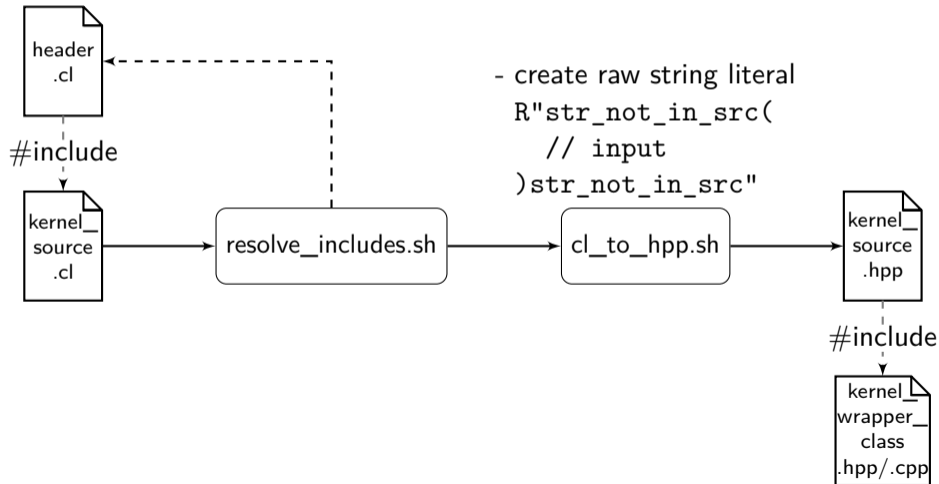 header
.cl
#include
kernel_
source
.cl
resolve_includes.sh
- create raw string literal
R"str_not_in_src(
// input
)str_not_in_src"
cl_to_hpp.sh
kernel_
source
.hpp
#include
kernel_
wrapper_
class
.hpp/.cpp